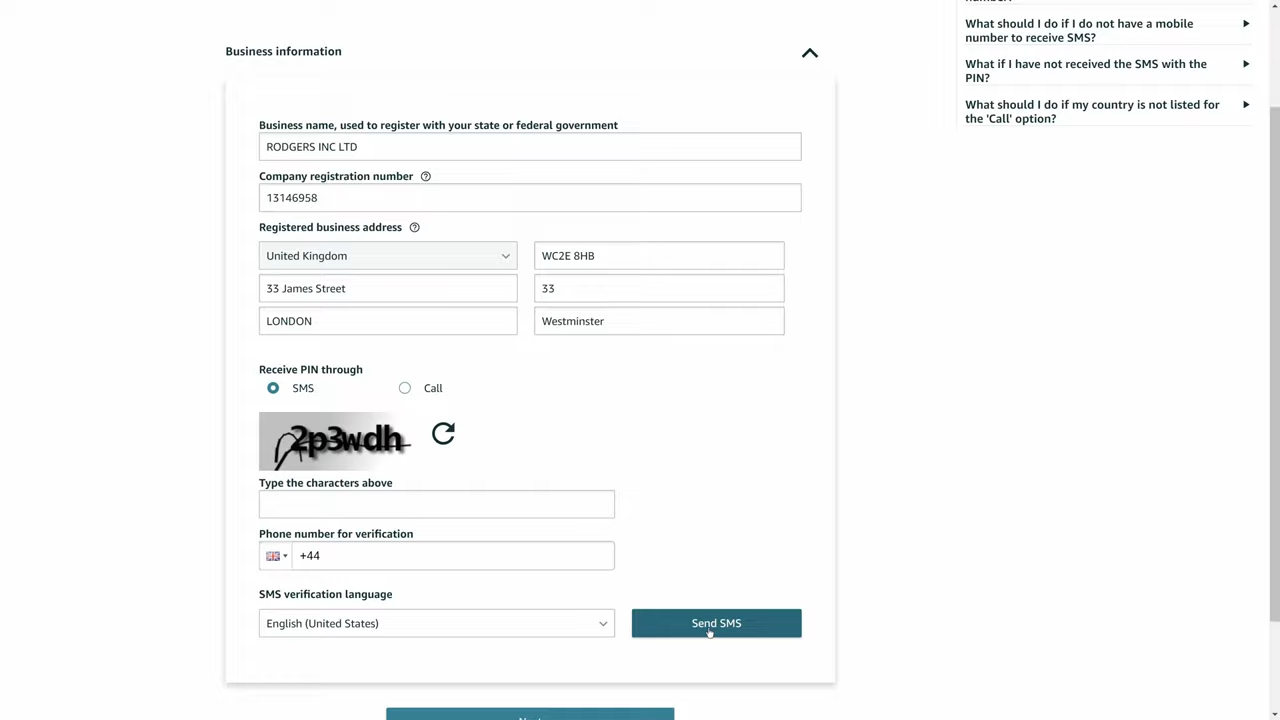 number?
What should I do if I do not have a mobile
number to receive SMS?
What if I have not received the SMS with the
PIN?
What should I do if my country is not listed for
the 'Call' option?
Business information
Business name, used to register with your state or federal government
RODGERS INC LTD
Company registration number
13146958
Registered business address
United Kingdom
WC2E 8HB
33 James Street
33
LONDON
Westminster
Receive PIN through
SMS
Call
2p3wdh
Type the characters above
Phone number for verification
+44
SMS verification language
English (United States)
Send SMS
Next